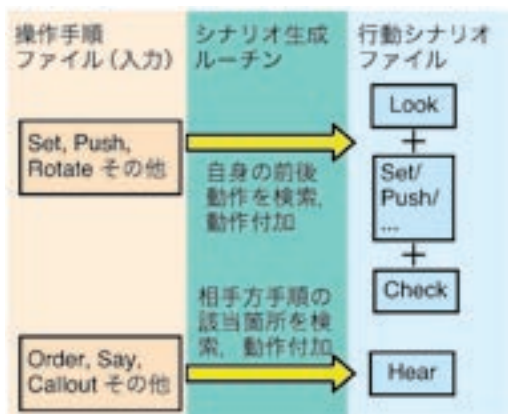 操作手順
ファイル(入力)
シナリオ生成
ルーチン
行動シナリオ
ファイル
Set, Push,
Rotate その他
自身の前後
動作を検索,
動作付加
Look
+
Set/
Push/
...
+
Check
相手方手順の
該当箇所を検
索, 動作付加
Order, Say,
Callout その他
Hear